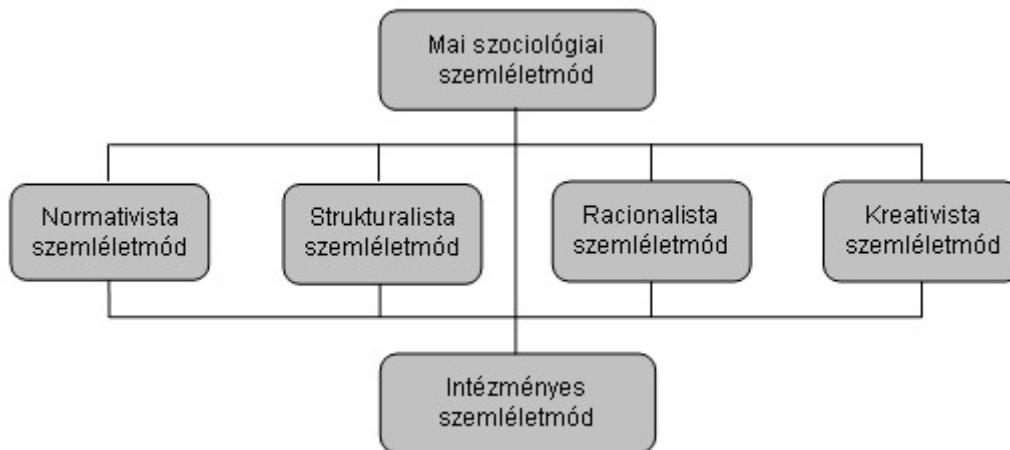 Mai szociológiai
szemléletmód
Normativista
szemléletmód
Strukturalista
szemléletmód
Racionalista
szemléletmód
Kreativista
szemléletmód
Intézményes
szemléletmód